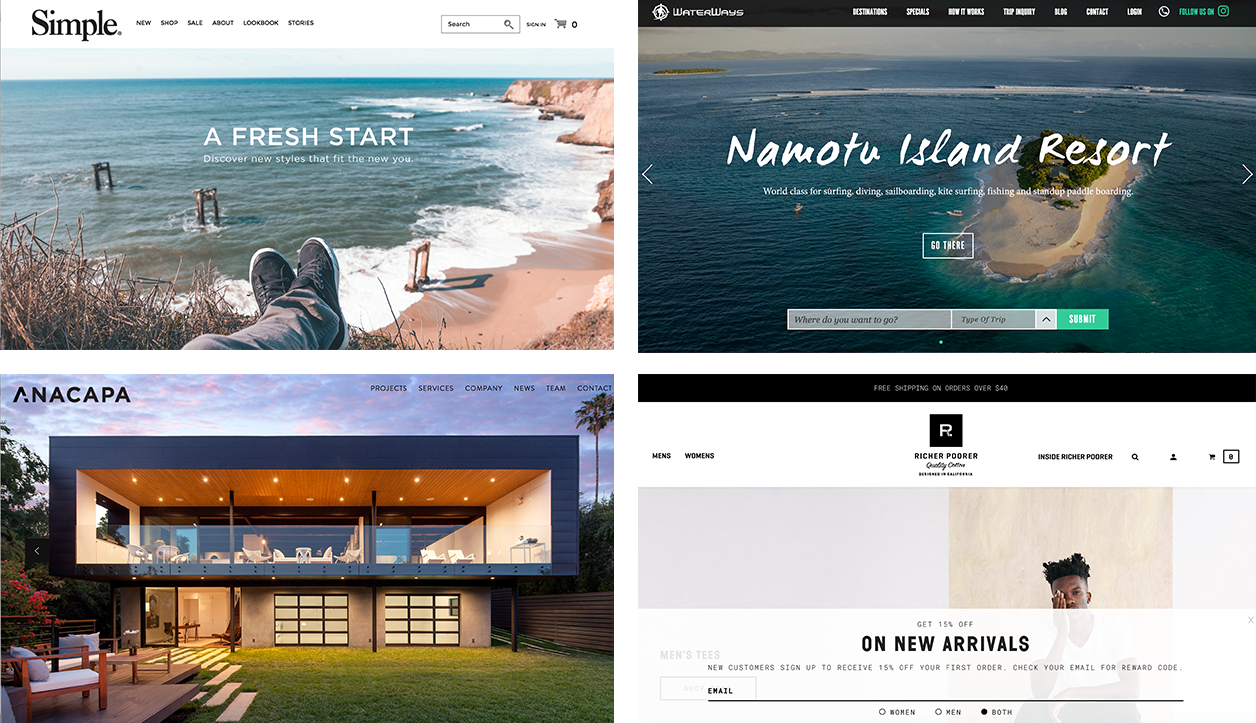 Simple®
NEW SHOP SALE ABOUT LOOKBOOK STORIES
Search
SIGN IN
0
A FRESH START
Discover new styles that fit the new you.
WATERWAYS
DESTINATIONS SPECIALS HOW IT WORKS TRIP INQUIRY BLOG CONTACT LOGIN FOLLOW US ON
Namotu Island Resort
World class for surfing, diving, sailboarding, kite surfing, fishing and standup paddle boarding.
GO THERE
Where do you want to go? Type Of Trip SUBMIT
ANACAPA
PROJECTS SERVICES COMPANY NEWS TEAM CONTACT
FREE SHIPPING ON ORDERS OVER $40
R.
RICHER POORER
Quality Cotton
DESIGNED IN CALIFORNIA
MENS WOMENS
INSIDE RICHER POORER
0
X
GET 15% OFF
ON NEW ARRIVALS
MEN'S TEES
NEW CUSTOMERS SIGN UP TO RECEIVE 15% OFF YOUR FIRST ORDER. CHECK YOUR EMAIL FOR REWARD CODE.
SHOP
EMAIL
WOMEN MEN BOTH